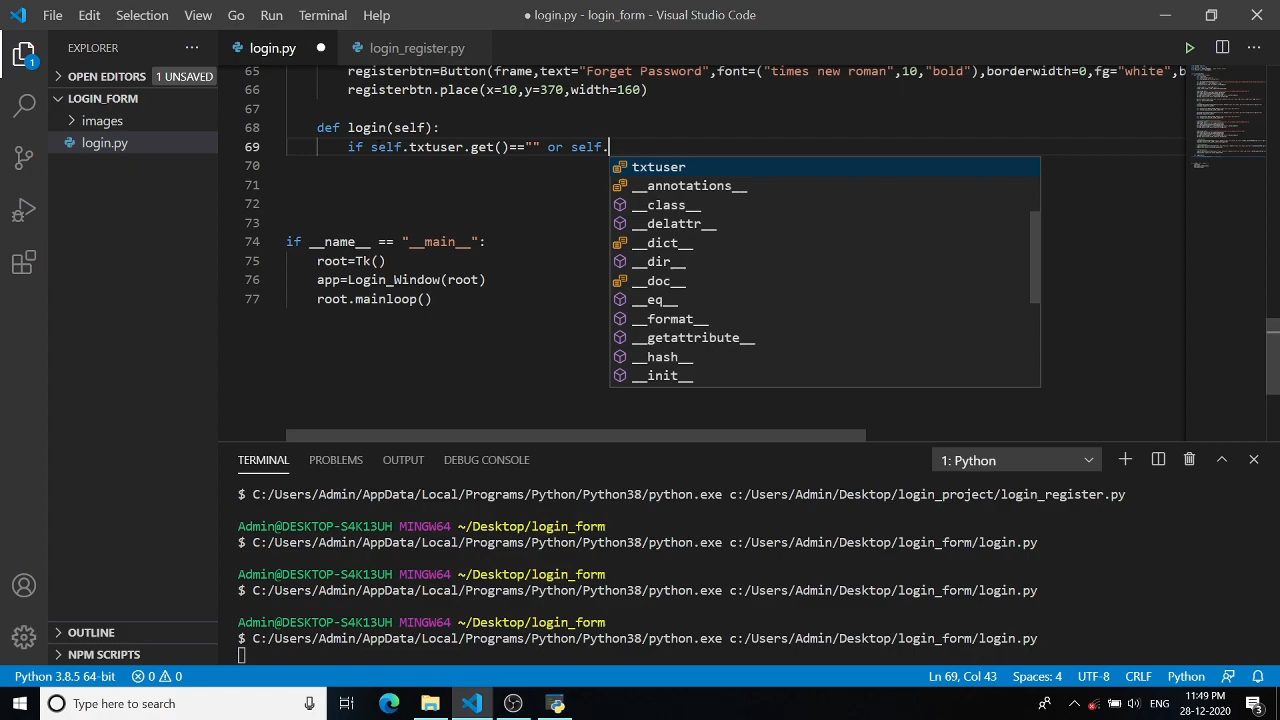 File Edit Selection View Go Run Terminal Help ● login.py - login_form - Visual Studio Code
EXPLORER ... login.py ● login_register.py ...
OPEN EDITORS 1 UNSAVED
LOGIN_FORM
images
login.py
OUTLINE
NPM SCRIPTS
1
65 registerbtn=Button(frame,text="Forget Password",font=("times new roman",10,"bold"),borderwidth=0,fg="white",b
66 registerbtn.place(x=10,y=370,width=160)
67
68 def login(self):
69 if self.txtuser.get()=="" or self.
70
71
72
73
74 if __name__ == "__main__":
75 root=Tk()
76 app=Login_Window(root)
77 root.mainloop()
txtuser
__annotations__
__class__
__delattr__
__dict__
__dir__
__doc__
__eq__
__format__
__getattribute__
__hash__
__init__
TERMINAL PROBLEMS OUTPUT DEBUG CONSOLE 1: Python
$ C:/Users/Admin/AppData/Local/Programs/Python/Python38/python.exe c:/Users/Admin/Desktop/login_project/login_register.py
Admin@DESKTOP-S4K13UH MINGW64 ~/Desktop/login_form
$ C:/Users/Admin/AppData/Local/Programs/Python/Python38/python.exe c:/Users/Admin/Desktop/login_form/login.py
Admin@DESKTOP-S4K13UH MINGW64 ~/Desktop/login_form
$ C:/Users/Admin/AppData/Local/Programs/Python/Python38/python.exe c:/Users/Admin/Desktop/login_form/login.py
Admin@DESKTOP-S4K13UH MINGW64 ~/Desktop/login_form
$ C:/Users/Admin/AppData/Local/Programs/Python/Python38/python.exe c:/Users/Admin/Desktop/login_form/login.py
Python 3.8.5 64-bit 0 0 Ln 69, Col 43 Spaces: 4 UTF-8 CRLF Python
Type here to search ENG 11:49 PM
28-12-2020 3